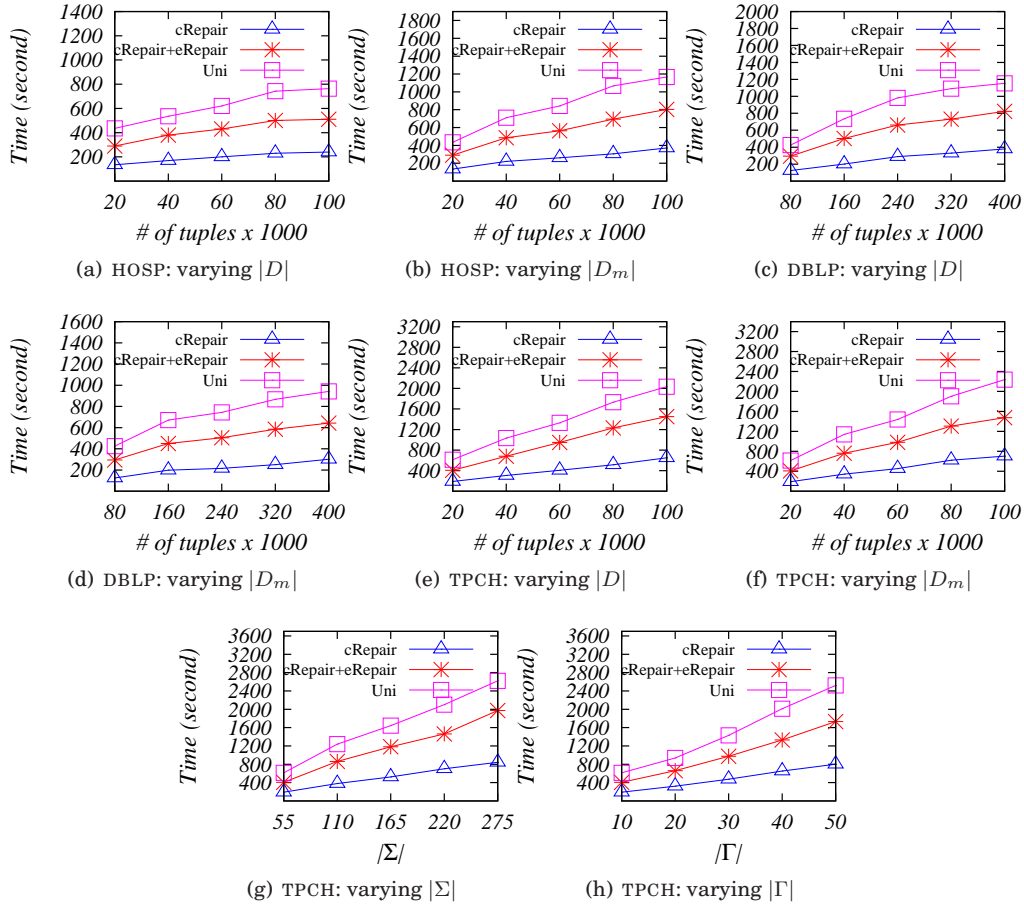 1400
1200
1000
800
600
400
200
20 40 60 80 100
Time (second)
# of tuples x 1000
cRepair
cRepair+eRepair
Uni
(a) HOSP: varying |D|
1800
1600
1400
1200
1000
800
600
400
200
20 40 60 80 100
Time (second)
# of tuples x 1000
cRepair
cRepair+eRepair
Uni
(b) HOSP: varying |D_m|
2000
1800
1600
1400
1200
1000
800
600
400
200
80 160 240 320 400
Time (second)
# of tuples x 1000
cRepair
cRepair+eRepair
Uni
(c) DBLP: varying |D|
1600
1400
1200
1000
800
600
400
200
80 160 240 320 400
Time (second)
# of tuples x 1000
cRepair
cRepair+eRepair
Uni
(d) DBLP: varying |D_m|
3200
2800
2400
2000
1600
1200
800
400
20 40 60 80 100
Time (second)
# of tuples x 1000
cRepair
cRepair+eRepair
Uni
(e) TPCH: varying |D|
3200
2800
2400
2000
1600
1200
800
400
20 40 60 80 100
Time (second)
# of tuples x 1000
cRepair
cRepair+eRepair
Uni
(f) TPCH: varying |D_m|
3600
3200
2800
2400
2000
1600
1200
800
400
55 110 165 220 275
Time (second)
|Σ|
cRepair
cRepair+eRepair
Uni
(g) TPCH: varying |Σ|
3600
3200
2800
2400
2000
1600
1200
800
400
10 20 30 40 50
Time (second)
|Γ|
cRepair
cRepair+eRepair
Uni
(h) TPCH: varying |Γ|